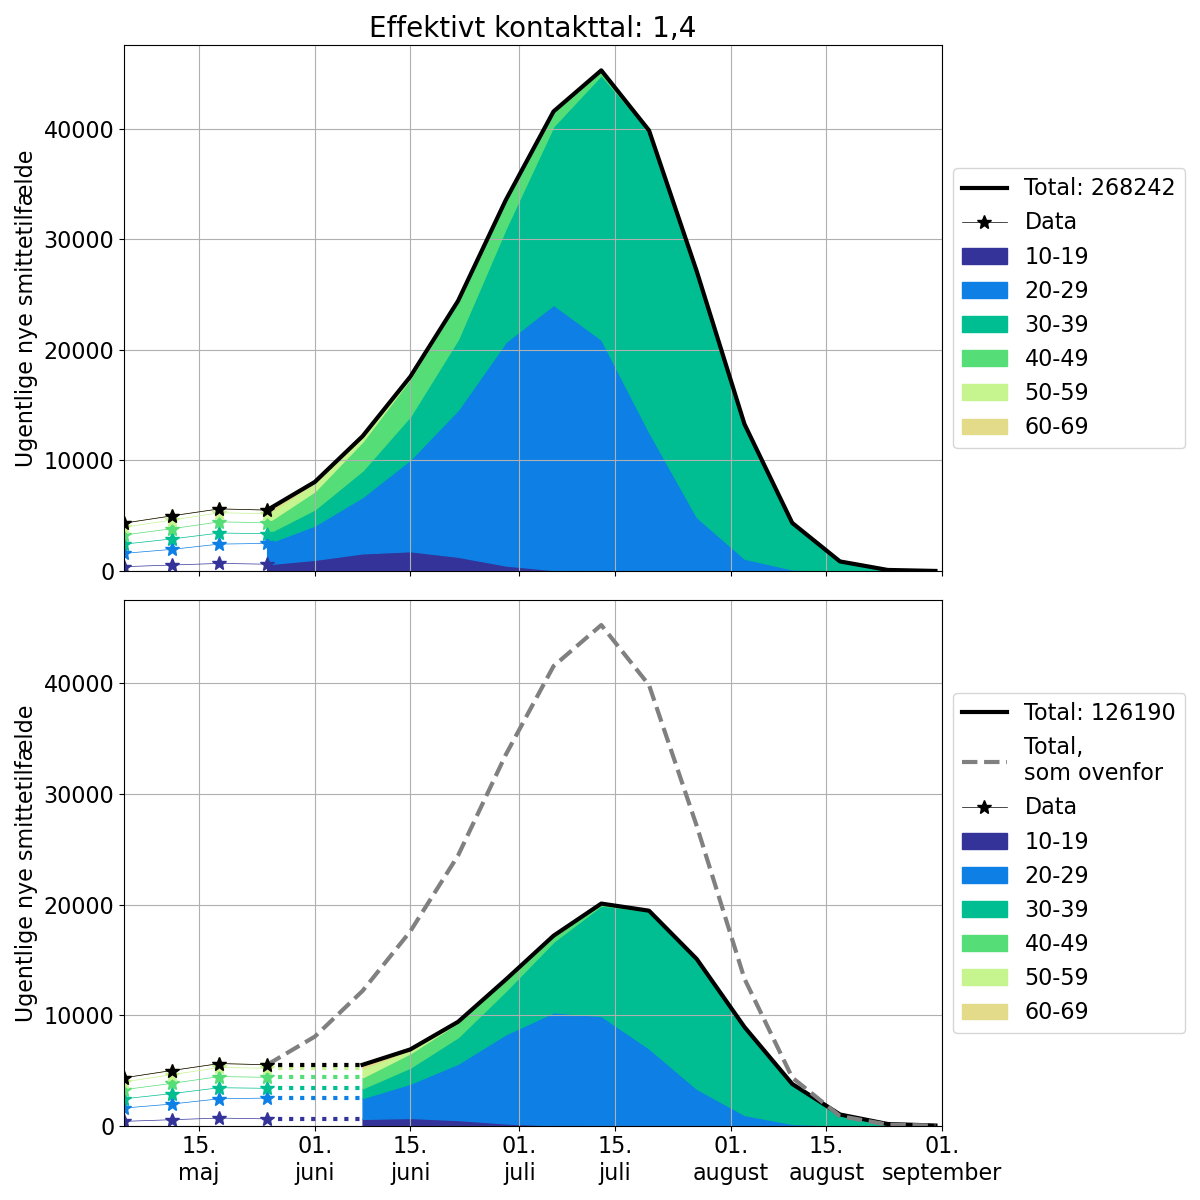 Effektivt kontakttal: 1,4
Ugentlige nye smittetilfælde
40000
30000
20000
10000
0
Total: 268242
Data
10-19
20-29
30-39
40-49
50-59
60-69
Ugentlige nye smittetilfælde
40000
30000
20000
10000
0
15.
maj
01.
juni
15.
juni
01.
juli
15.
juli
01.
august
15.
august
01.
september
Total: 126190
Total,
som ovenfor
Data
10-19
20-29
30-39
40-49
50-59
60-69